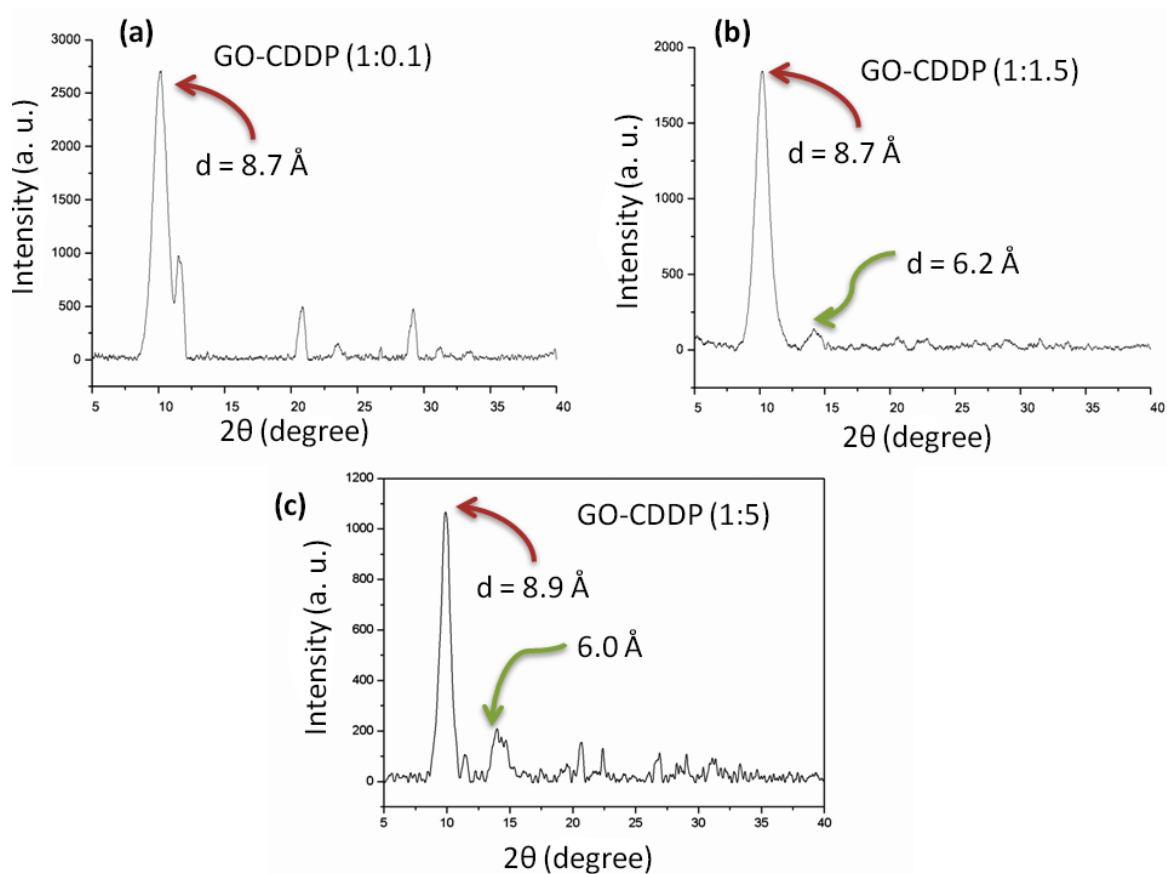 (a)
GO-CDDP (1:0.1)
d = 8.7 Å
Intensity (a. u.)
3000
2500
2000
1500
1000
500
0
5 10 15 20 25 30 35 40
2θ (degree)
(b)
GO-CDDP (1:1.5)
d = 8.7 Å
d = 6.2 Å
Intensity (a. u.)
2000
1500
1000
500
0
5 10 15 20 25 30 35 40
2θ (degree)
(c)
GO-CDDP (1:5)
d = 8.9 Å
6.0 Å
Intensity (a. u.)
1200
1000
800
600
400
200
0
5 10 15 20 25 30 35 40
2θ (degree)